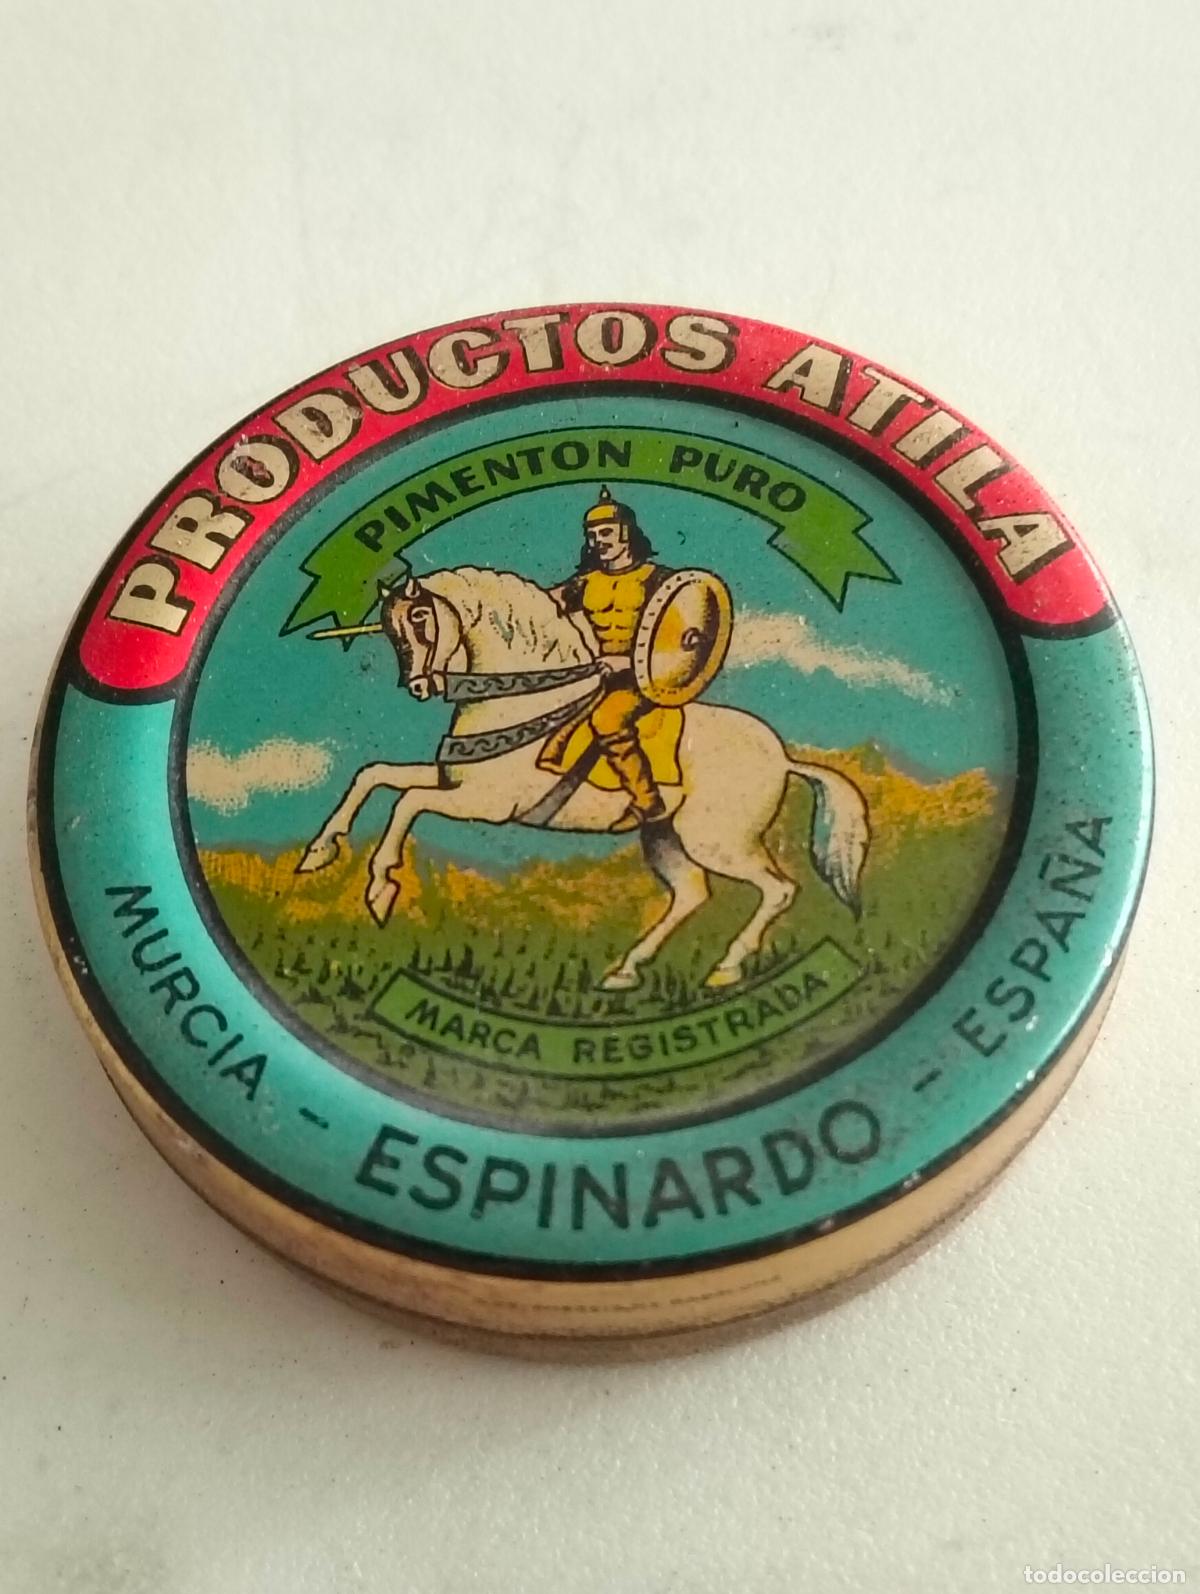 PRODUCTOS ATILA
PIMENTON PURO
MARCA REGISTRADA
MURCIA - ESPINARDO - ESPAÑA
todocoleccion